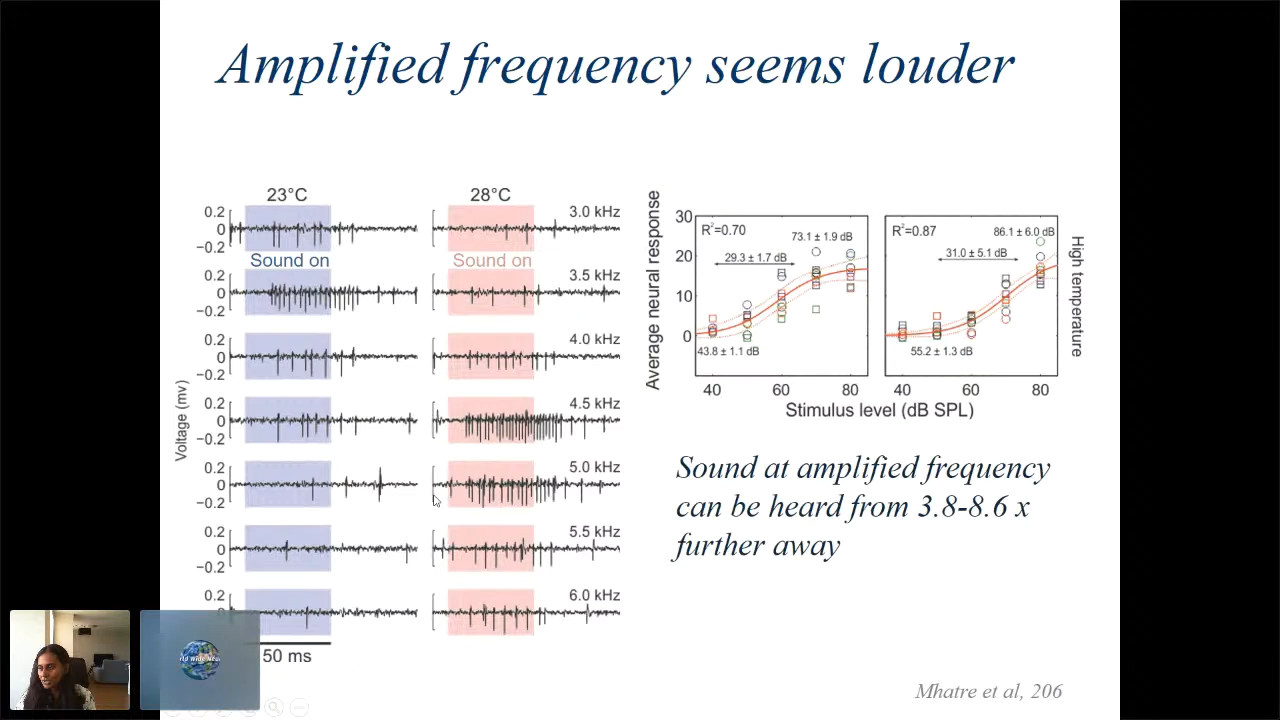 Amplified frequency seems louder
23°C
28°C
0.2
0
−0.2
3.0 kHz
Sound on
Sound on
0.2
0
−0.2
3.5 kHz
0.2
0
−0.2
4.0 kHz
0.2
0
−0.2
4.5 kHz
0.2
0
−0.2
5.0 kHz
0.2
0
−0.2
5.5 kHz
0.2
6.0 kHz
Voltage (mv)
50 ms
Average neural response
30
20
10
0
R²=0.70
73.1 ± 1.9 dB
29.3 ± 1.7 dB
43.8 ± 1.1 dB
40
60
80
R²=0.87
86.1 ± 6.0 dB
31.0 ± 5.1 dB
55.2 ± 1.3 dB
40
60
80
High temperature
Stimulus level (dB SPL)
Sound at amplified frequency
can be heard from 3.8-8.6 x
further away
Mhatre et al, 206